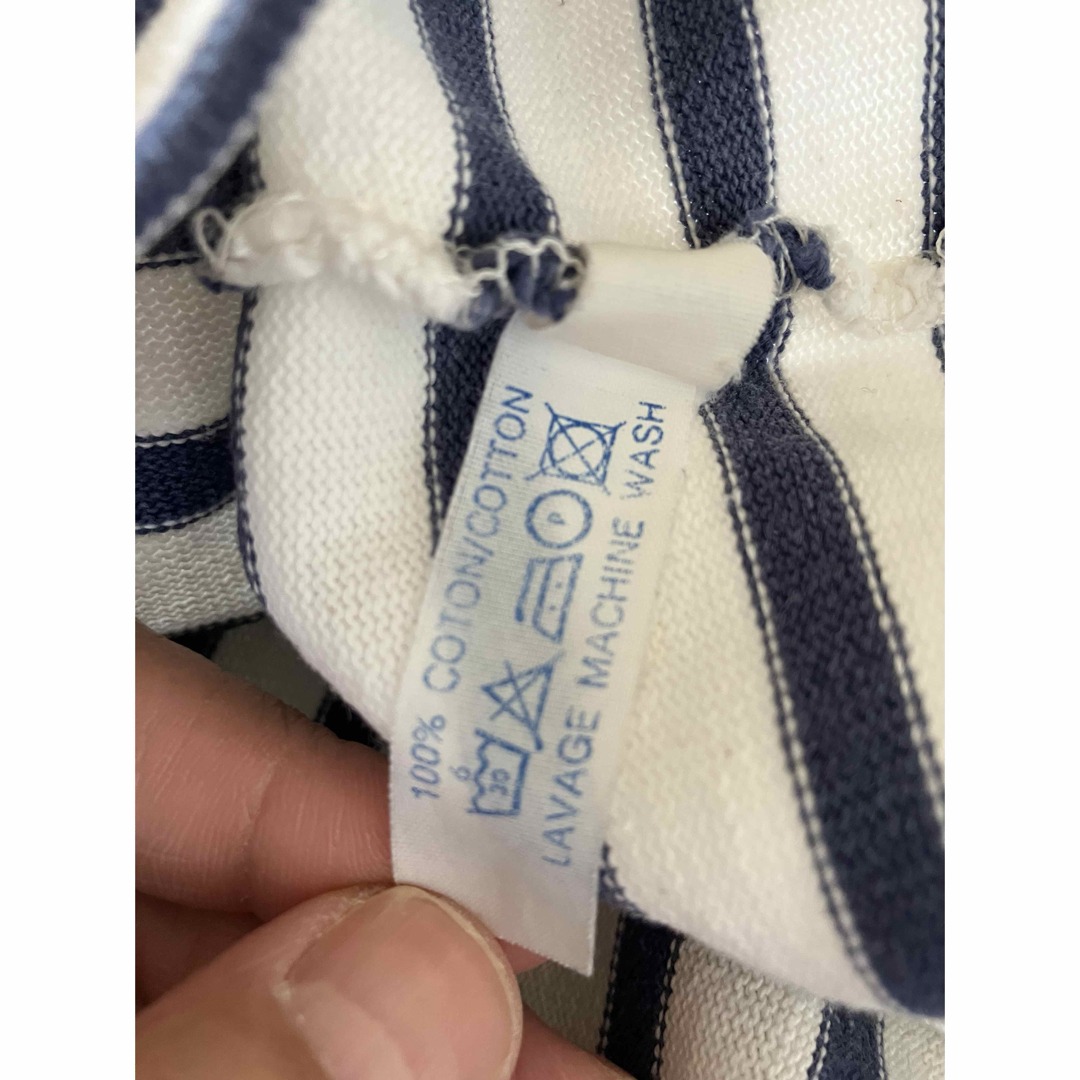 100% COTON/COTTON
30 P
LAVAGE MACHINE WASH